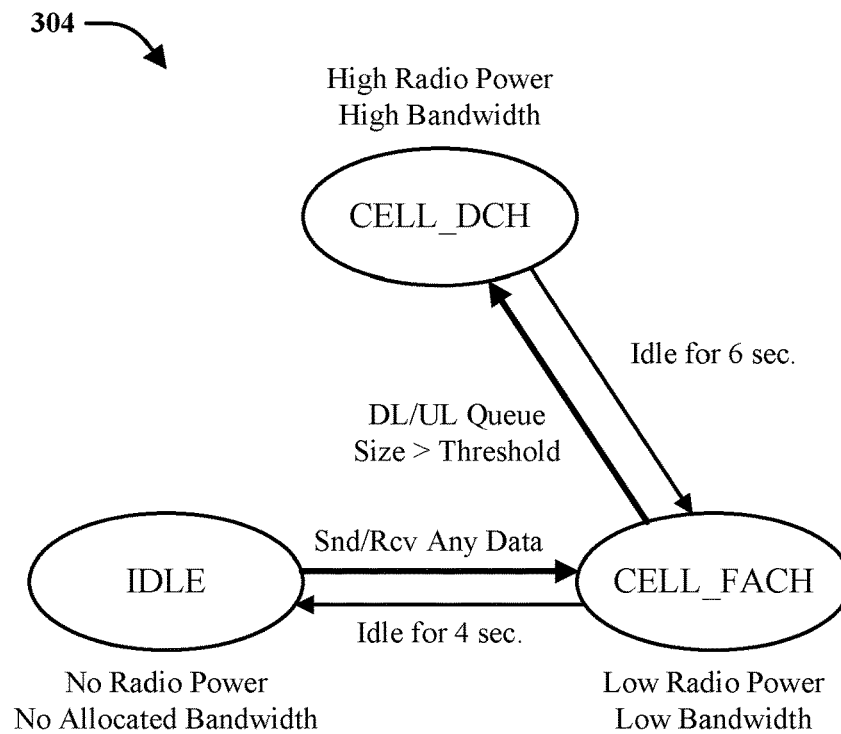 304
High Radio Power
High Bandwidth
CELL_DCH
Idle for 6 sec.
DL/UL Queue
Size > Threshold
Snd/Rcv Any Data
IDLE
CELL_FACH
Idle for 4 sec.
No Radio Power
No Allocated Bandwidth
Low Radio Power
Low Bandwidth